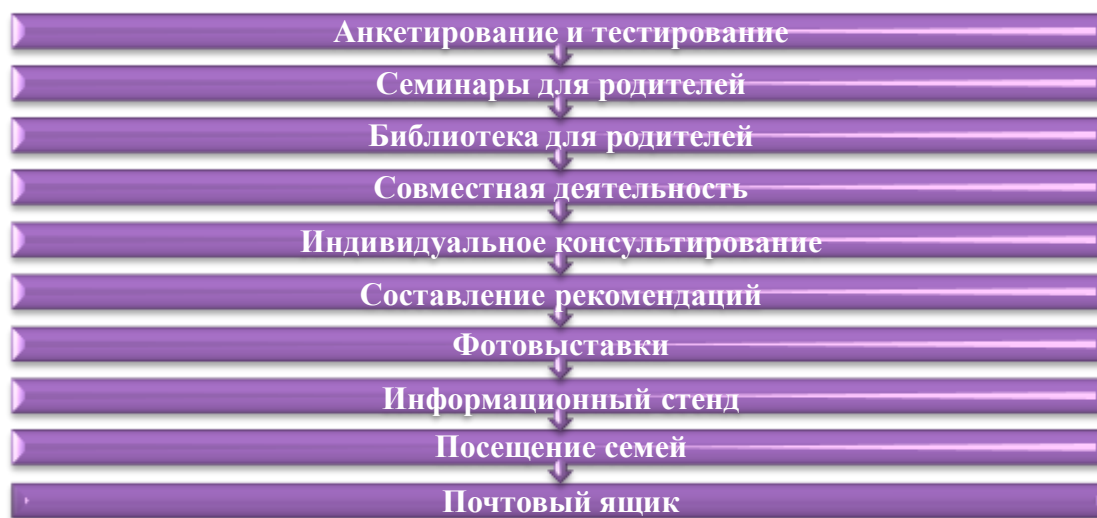 Анкетирование и тестирование
Семинары для родителей
Библиотека для родителей
Совместная деятельность
Индивидуальное консультирование
Составление рекомендаций
Фотовыставки
Информационный стенд
Посещение семей
Почтовый ящик